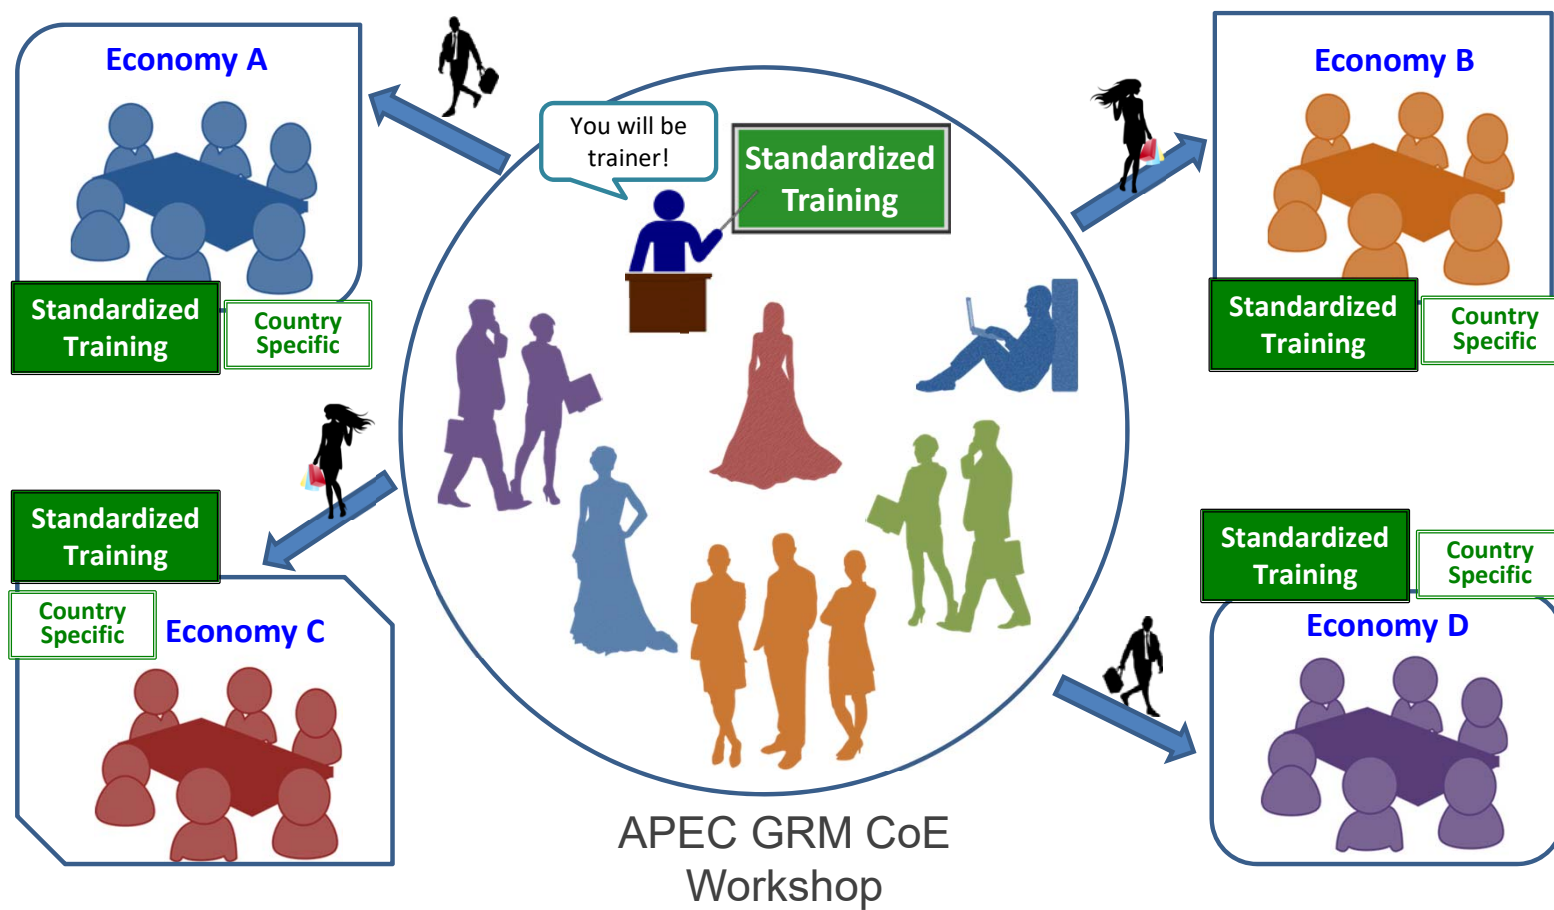 Economy A
Standardized
Training
Country
Specific
You will be
trainer!
Standardized
Training
Economy B
Standardized
Training
Country
Specific
Standardized
Training
Country
Specific
Economy C
Standardized
Training
Country
Specific
Economy D
APEC GRM CoE
Workshop